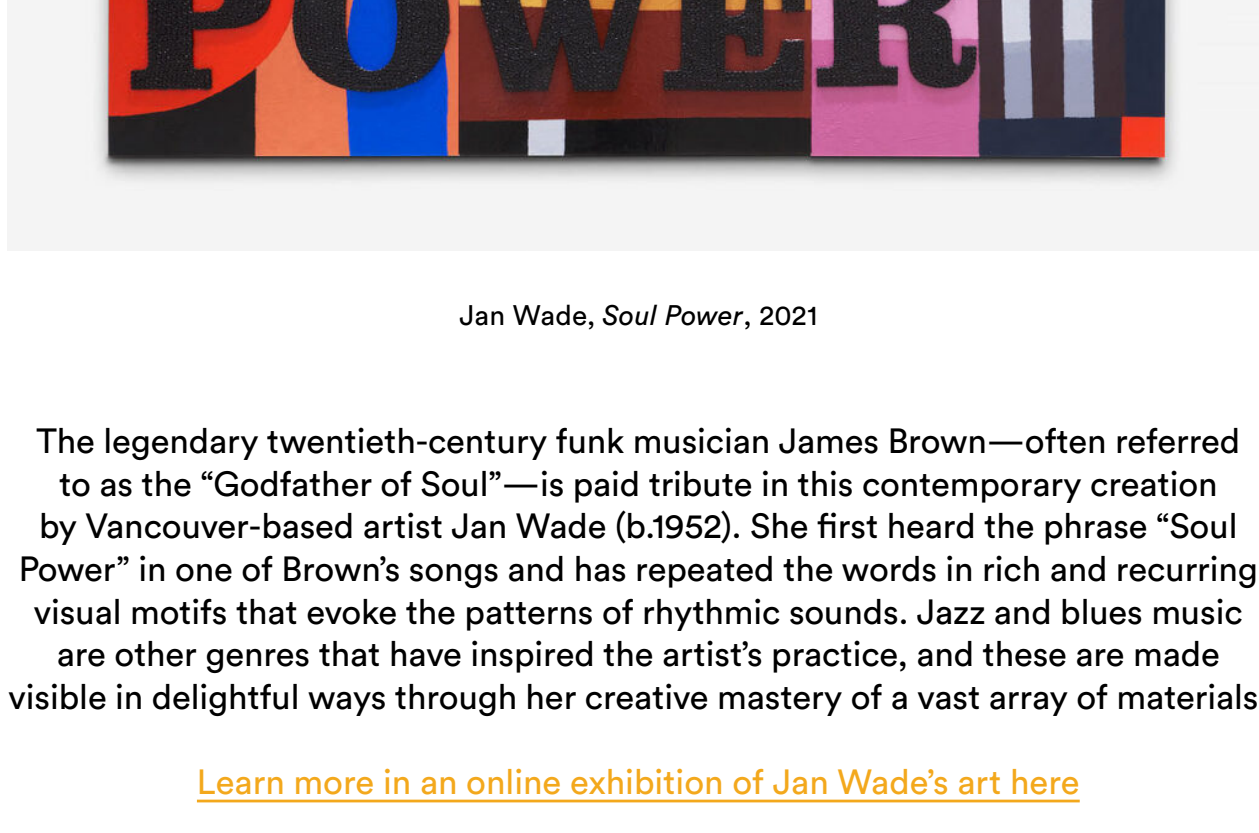 POWER
Jan Wade, Soul Power, 2021
The legendary twentieth-century funk musician James Brown—often referred
to as the “Godfather of Soul”—is paid tribute in this contemporary creation
by Vancouver-based artist Jan Wade (b.1952). She first heard the phrase “Soul
Power” in one of Brown’s songs and has repeated the words in rich and recurring
visual motifs that evoke the patterns of rhythmic sounds. Jazz and blues music
are other genres that have inspired the artist’s practice, and these are made
visible in delightful ways through her creative mastery of a vast array of materials
Learn more in an online exhibition of Jan Wade’s art here